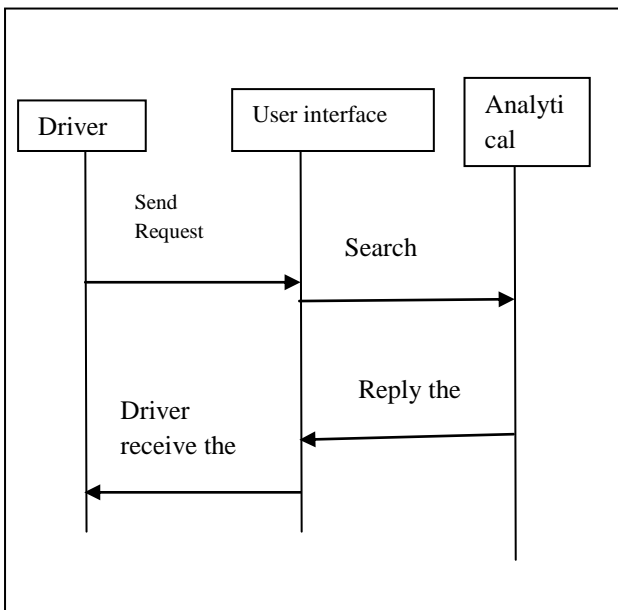 Driver
User interface
Analyti
cal
Send
Request
Search
Reply the
Driver
receive the